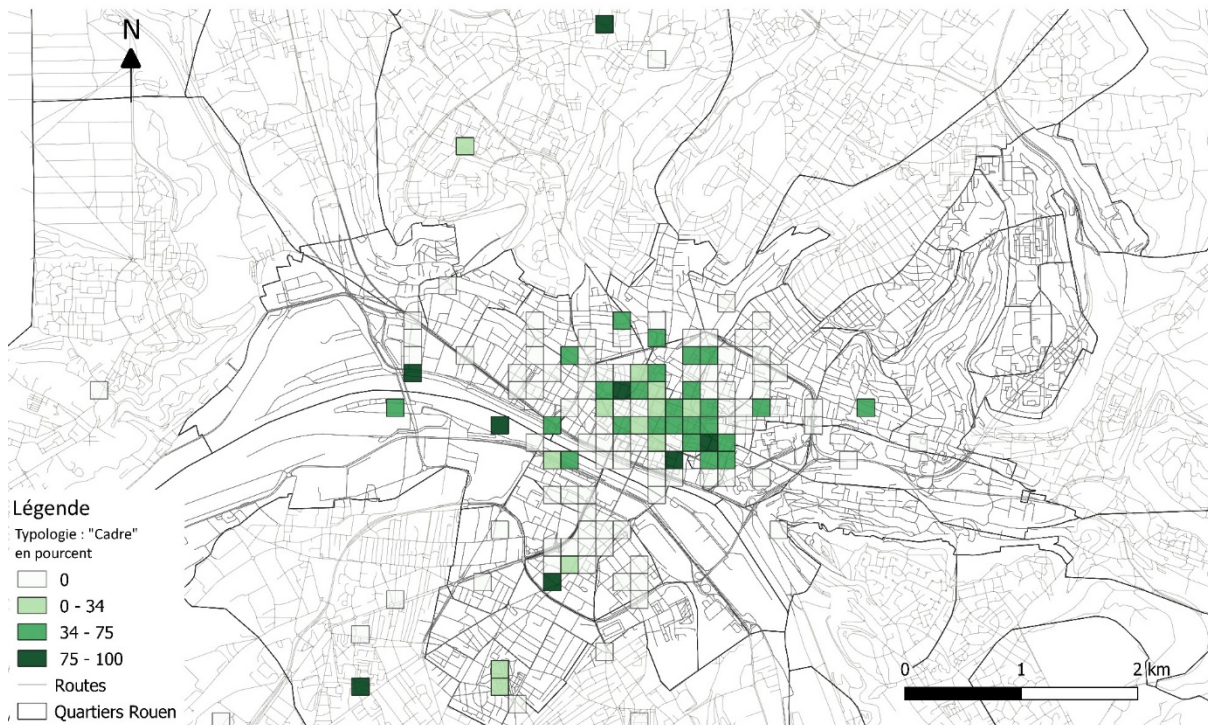 N
Légende
Typologie : "Cadre"
en pourcent
0
0 - 34
34 - 75
75 - 100
Routes
Quartiers Rouen
0 1 2 km